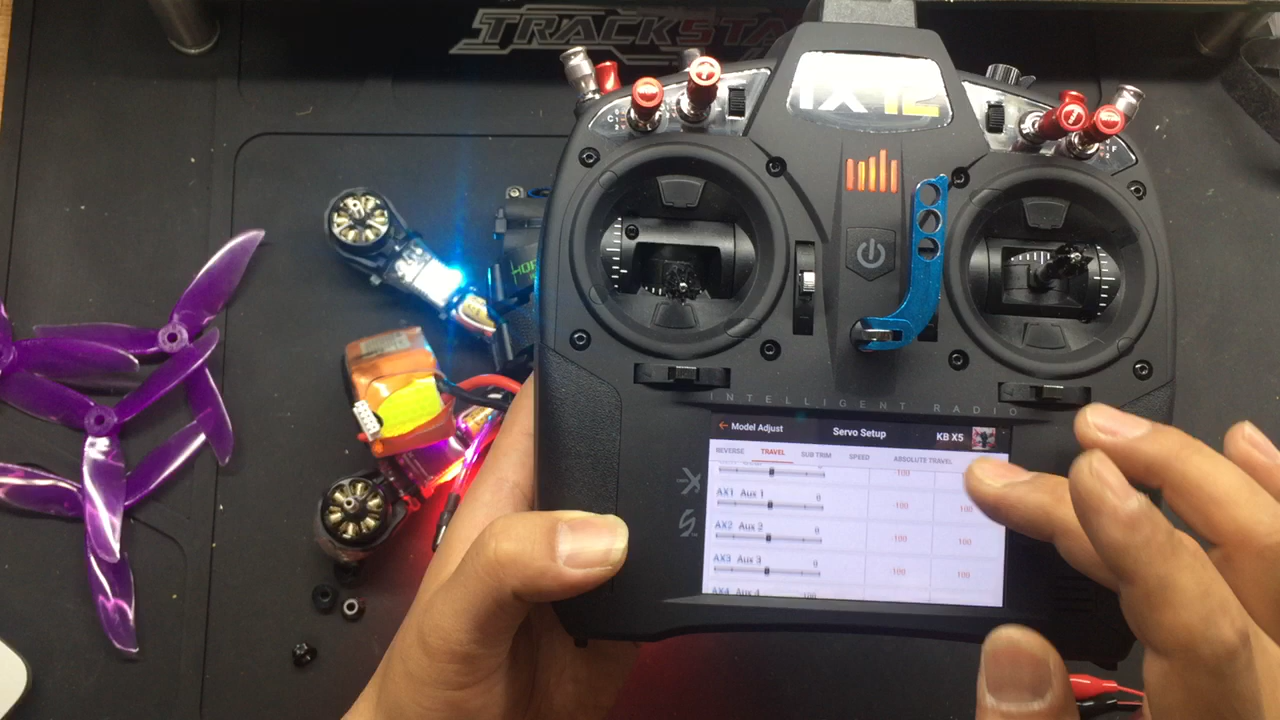 TRACKSTA
iX12
INTELLIGENT RADIO
← Model Adjust
Servo Setup
KB X5
REVERSE
TRAVEL
SUB TRIM
SPEED
ABSOLUTE TRAVEL
0
100
AX1 Aux 1
0
100
100
AX2 Aux 2
0
100
100
AX3 Aux 3
0
100
100
AX4 Aux 4
-100